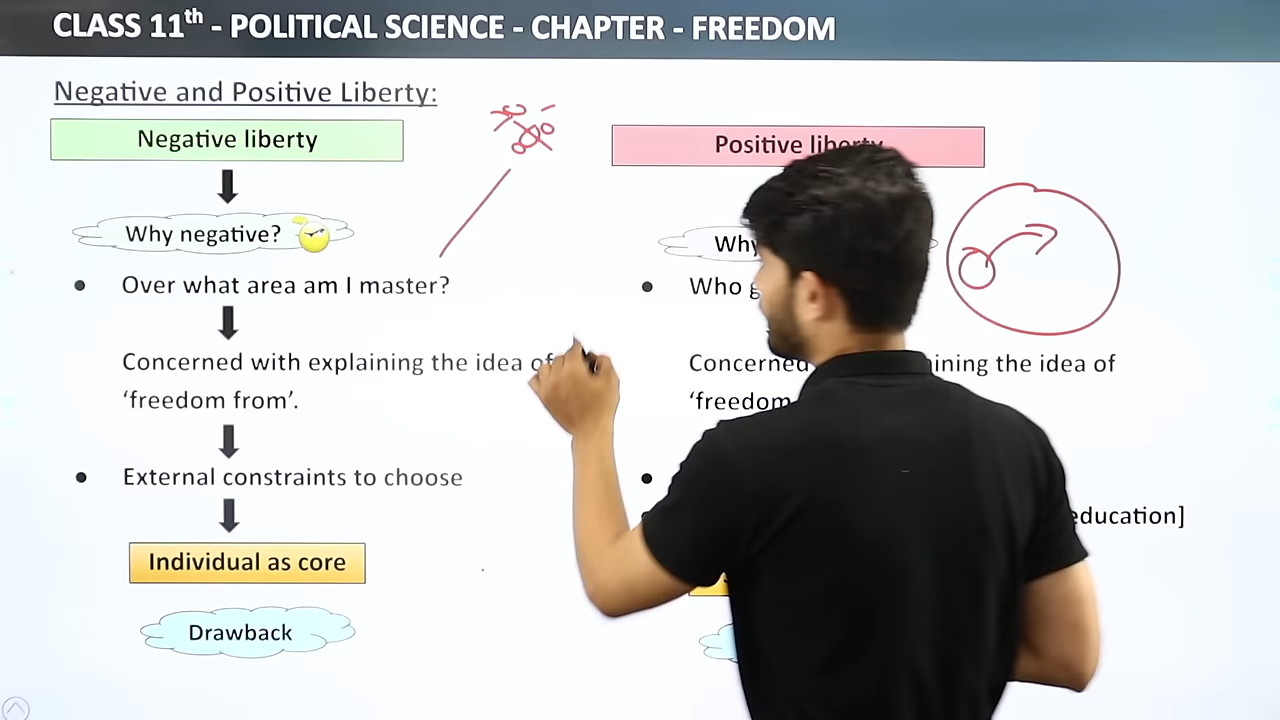 CLASS 11th - POLITICAL SCIENCE - CHAPTER - FREEDOM
Negative and Positive Liberty:
Negative liberty
Why negative?
Over what area am I master?
Concerned with explaining the idea of
‘freedom from’.
External constraints to choose
Individual as core
Drawback
Positive liberty
Why
Who
Concerned the idea of
‘freedom
education]